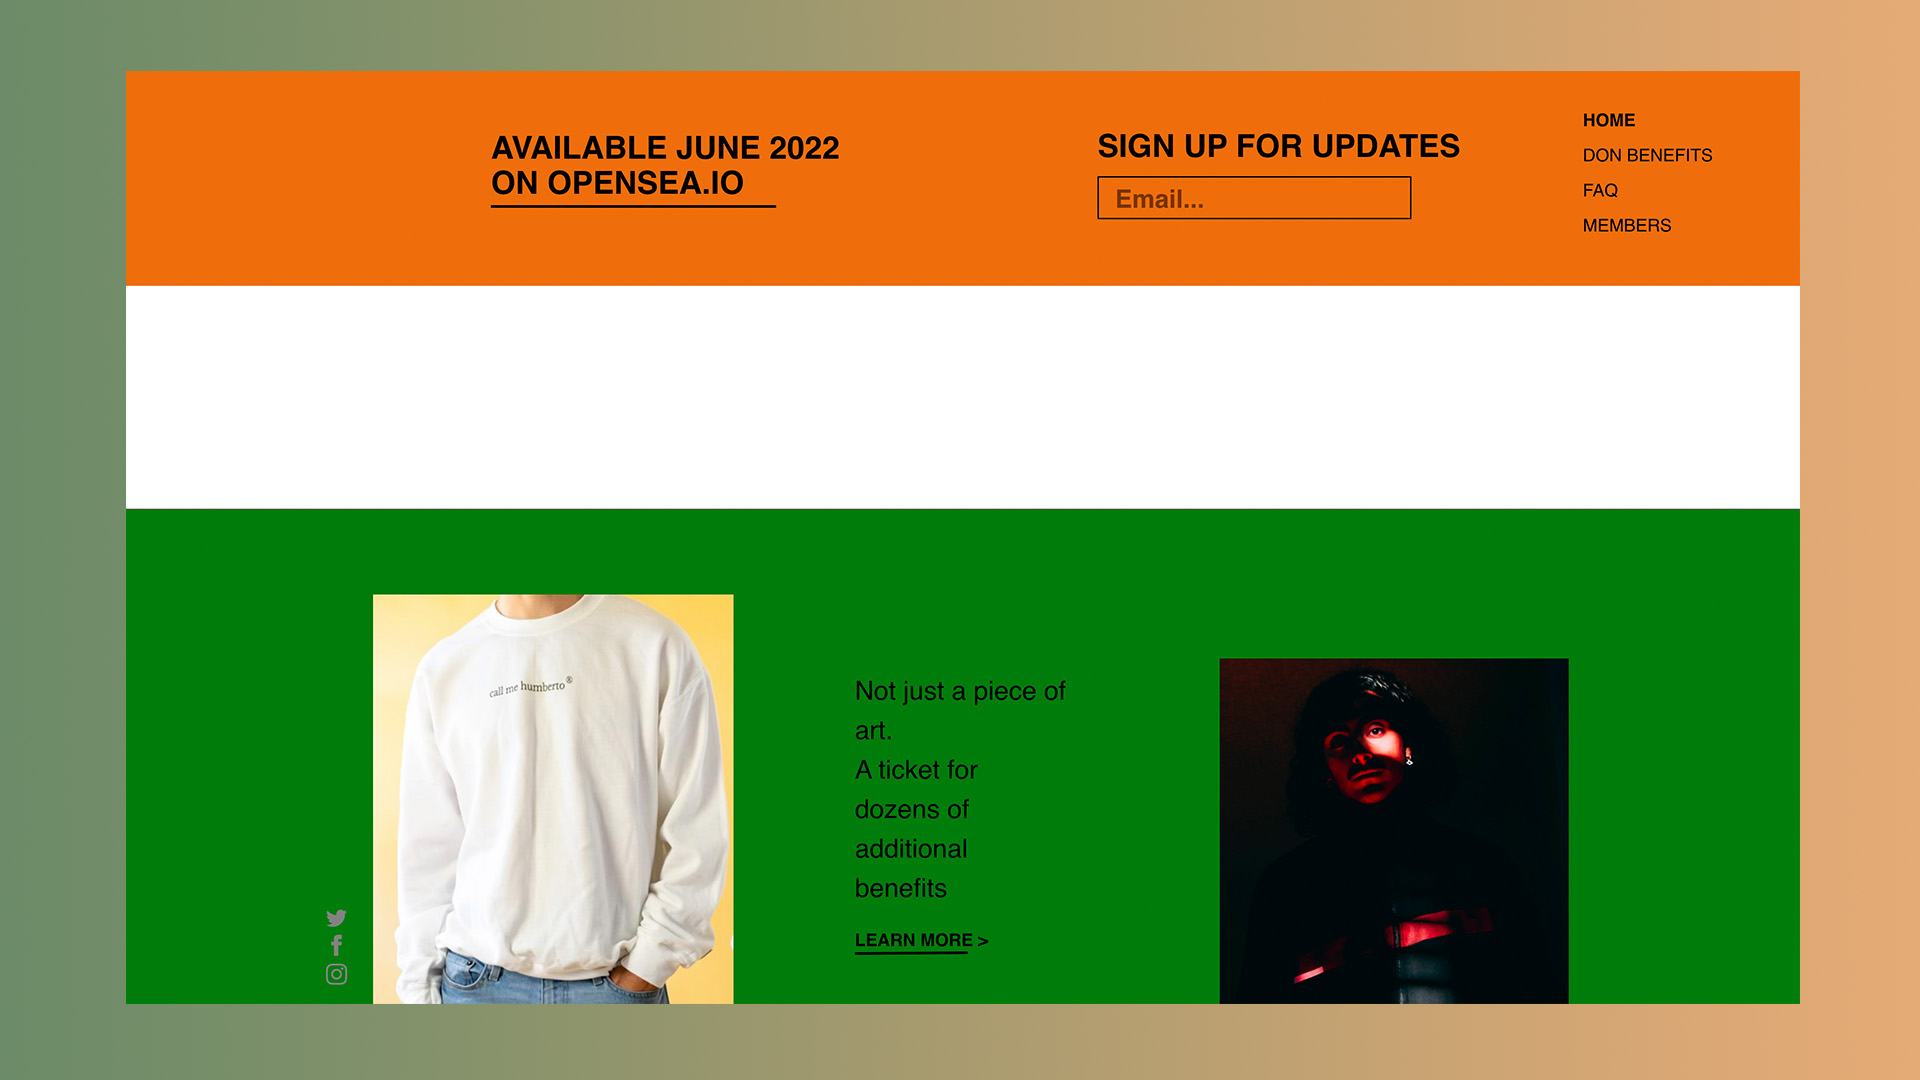 AVAILABLE JUNE 2022
ON OPENSEA.IO
SIGN UP FOR UPDATES
Email...
HOME
DON BENEFITS
FAQ
MEMBERS
call me humberto®
Not just a piece of
art.
A ticket for
dozens of
additional
benefits
LEARN MORE >